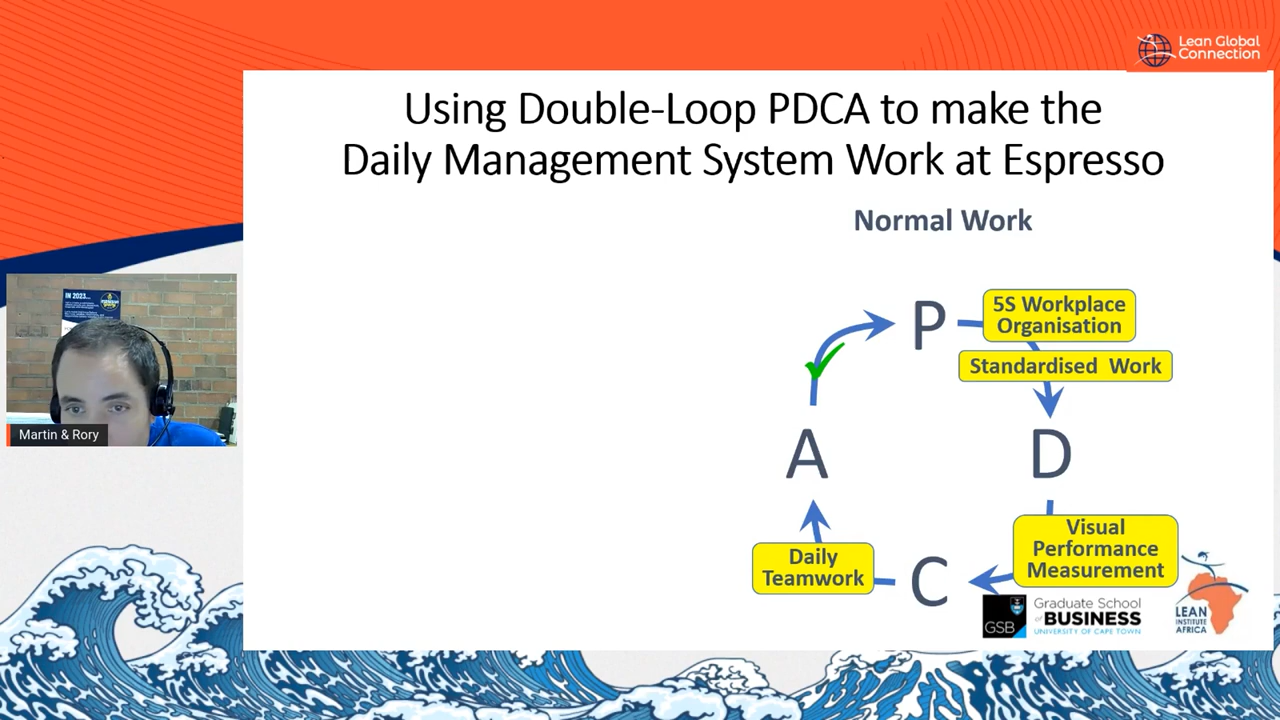 Lean Global
Connection
Using Double-Loop PDCA to make the
Daily Management System Work at Espresso
Normal Work
P
5S Workplace
Organisation
Standardised Work
IN 2023...
Martin & Rory
A
D
Visual
Performance
Measurement
Daily
Teamwork
C
GSB
Graduate School
of BUSINESS
UNIVERSITY OF CAPE TOWN
LEAN
INSTITUTE
AFRICA